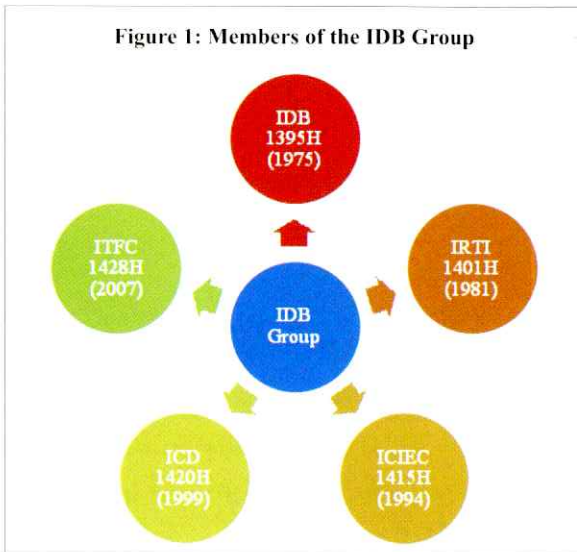 Figure 1: Members of the IDB Group
IDB
1395H
(1975)
ITFC
1428H
(2007)
IRTI
1401H
(1981)
IDB
Group
ICD
1420H
(1999)
ICIEC
1415H
(1994)